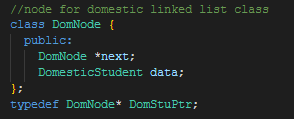 //node for domestic linked list class
class DomNode {
  public:
    DomNode *next;
    DomesticStudent data;
};
typedef DomNode* DomStuPtr;